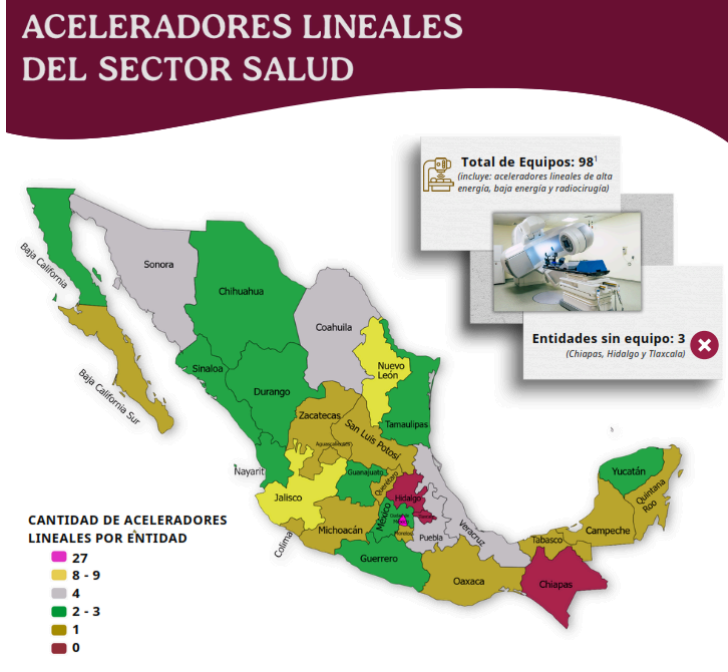 ACELERADORES LINEALES
DEL SECTOR SALUD
Total de Equipos: 98¹
(incluye: aceleradores lineales de alta
energía, baja energía y radiocirugía)
Entidades sin equipo: 3
(Chiapas, Hidalgo y Tlaxcala)
Baja California
Sonora
Chihuahua
Coahuila
Baja California Sur
Sinaloa
Durango
Nuevo
León
Tamaulipas
Zacatecas
San Luis Potosí
Aguascalientes
Nayarit
Guanajuato
Querétaro
Hidalgo
Yucatán
Quintana
Roo
Jalisco
México
Campeche
Colima
Michoacán
Morelos
Puebla
Veracruz
Tabasco
Guerrero
Oaxaca
Chiapas
CANTIDAD DE ACELERADORES
LINEALES POR ENTIDAD
27
8 - 9
4
2 - 3
1
0